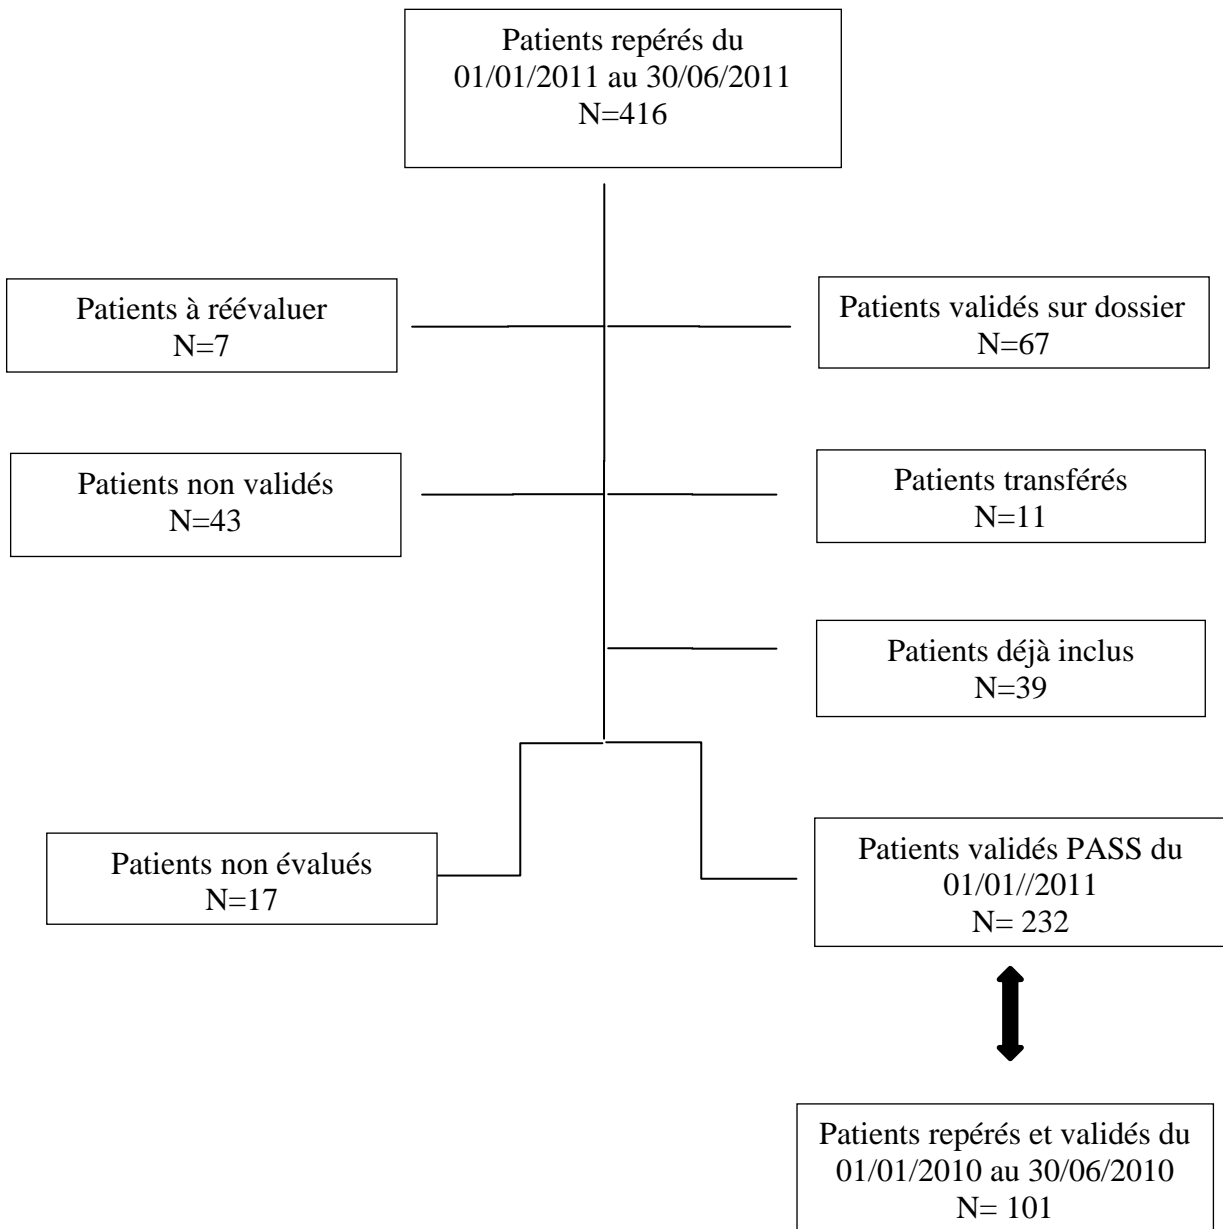 Patients repérés du
01/01/2011 au 30/06/2011
N=416
Patients à réévaluer
N=7
Patients validés sur dossier
N=67
Patients non validés
N=43
Patients transférés
N=11
Patients déjà inclus
N=39
Patients non évalués
N=17
Patients validés PASS du
01/01//2011
N= 232
Patients repérés et validés du
01/01/2010 au 30/06/2010
N= 101